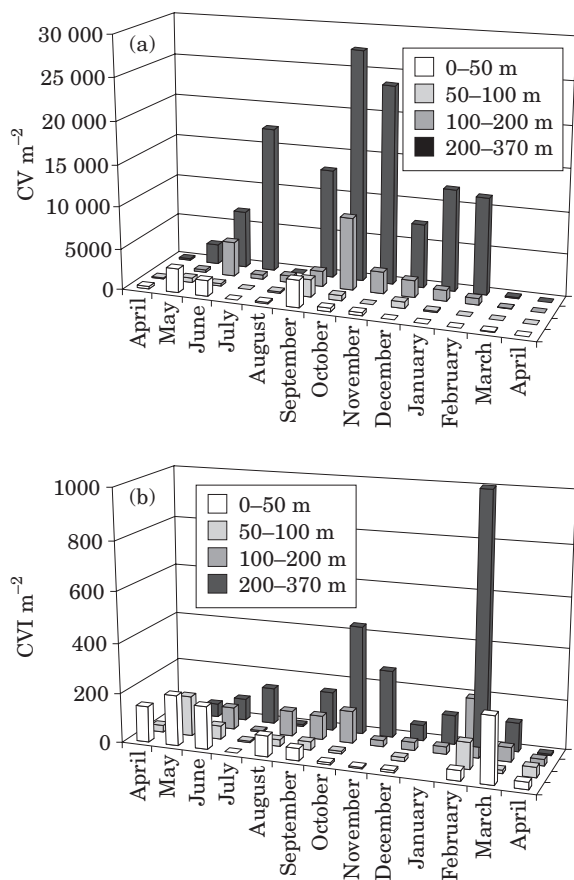 (a)
30 000
25 000
20 000
15 000
10 000
5000
0
CV m⁻²
0–50 m
50–100 m
100–200 m
200–370 m
April
May
June
July
August
September
October
November
December
January
February
March
April
(b)
1000
800
600
400
200
0
CVI m⁻²
0–50 m
50–100 m
100–200 m
200–370 m
April
May
June
July
August
September
October
November
December
January
February
March
April